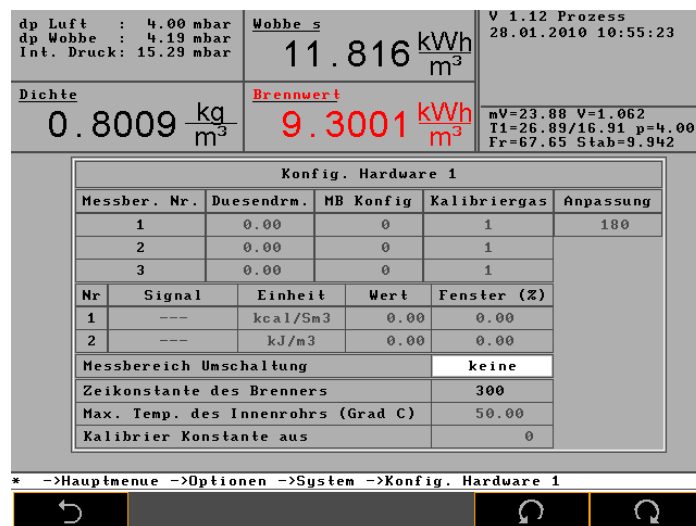 dp Luft : 4.00 mbar
dp Wobbe : 4.19 mbar
Int. Druck: 15.29 mbar
Wobbe s
11.816 kWh/m³
V 1.12 Prozess
28.01.2010 10:55:23
Dichte
0.8009 kg/m³
Brennwert
9.3001 kWh/m³
mV=23.88 V=1.062
T1=26.89/16.91 p=4.00
Fr=67.65 Stab=9.942
Konfig. Hardware 1
Messber. Nr. Duesendrm. MB Konfig Kalibriergas Anpassung
1 0.00 0 1 180
2 0.00 0 1
3 0.00 0 1
Nr Signal Einheit Wert Fenster (%)
1 --- kcal/Sm3 0.00 0.00
2 --- kJ/m3 0.00 0.00
Messbereich Umschaltung keine
Zeikonstante des Brenners 300
Max. Temp. des Innenrohrs (Grad C) 50.00
Kalibrier Konstante aus 0
* ->Hauptmenue ->Optionen ->System ->Konfig. Hardware 1